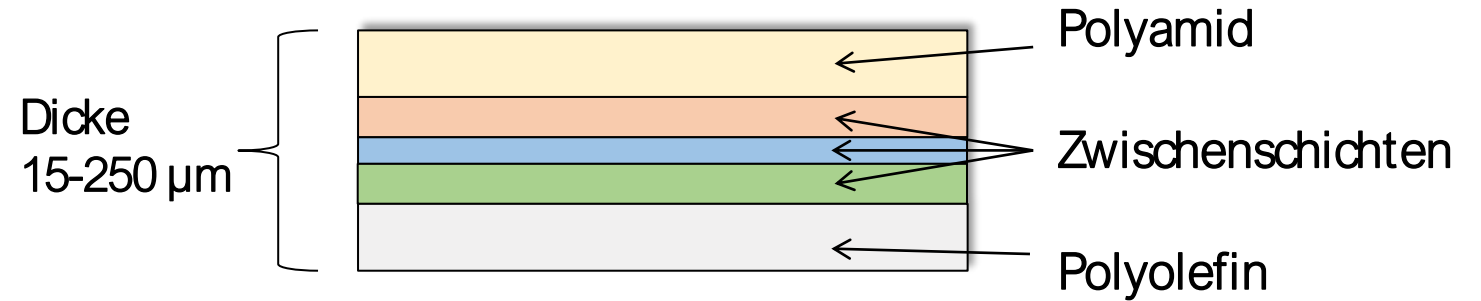 Polyamid
Dicke
15-250 µm
Zwischenschichten
Polyolefin